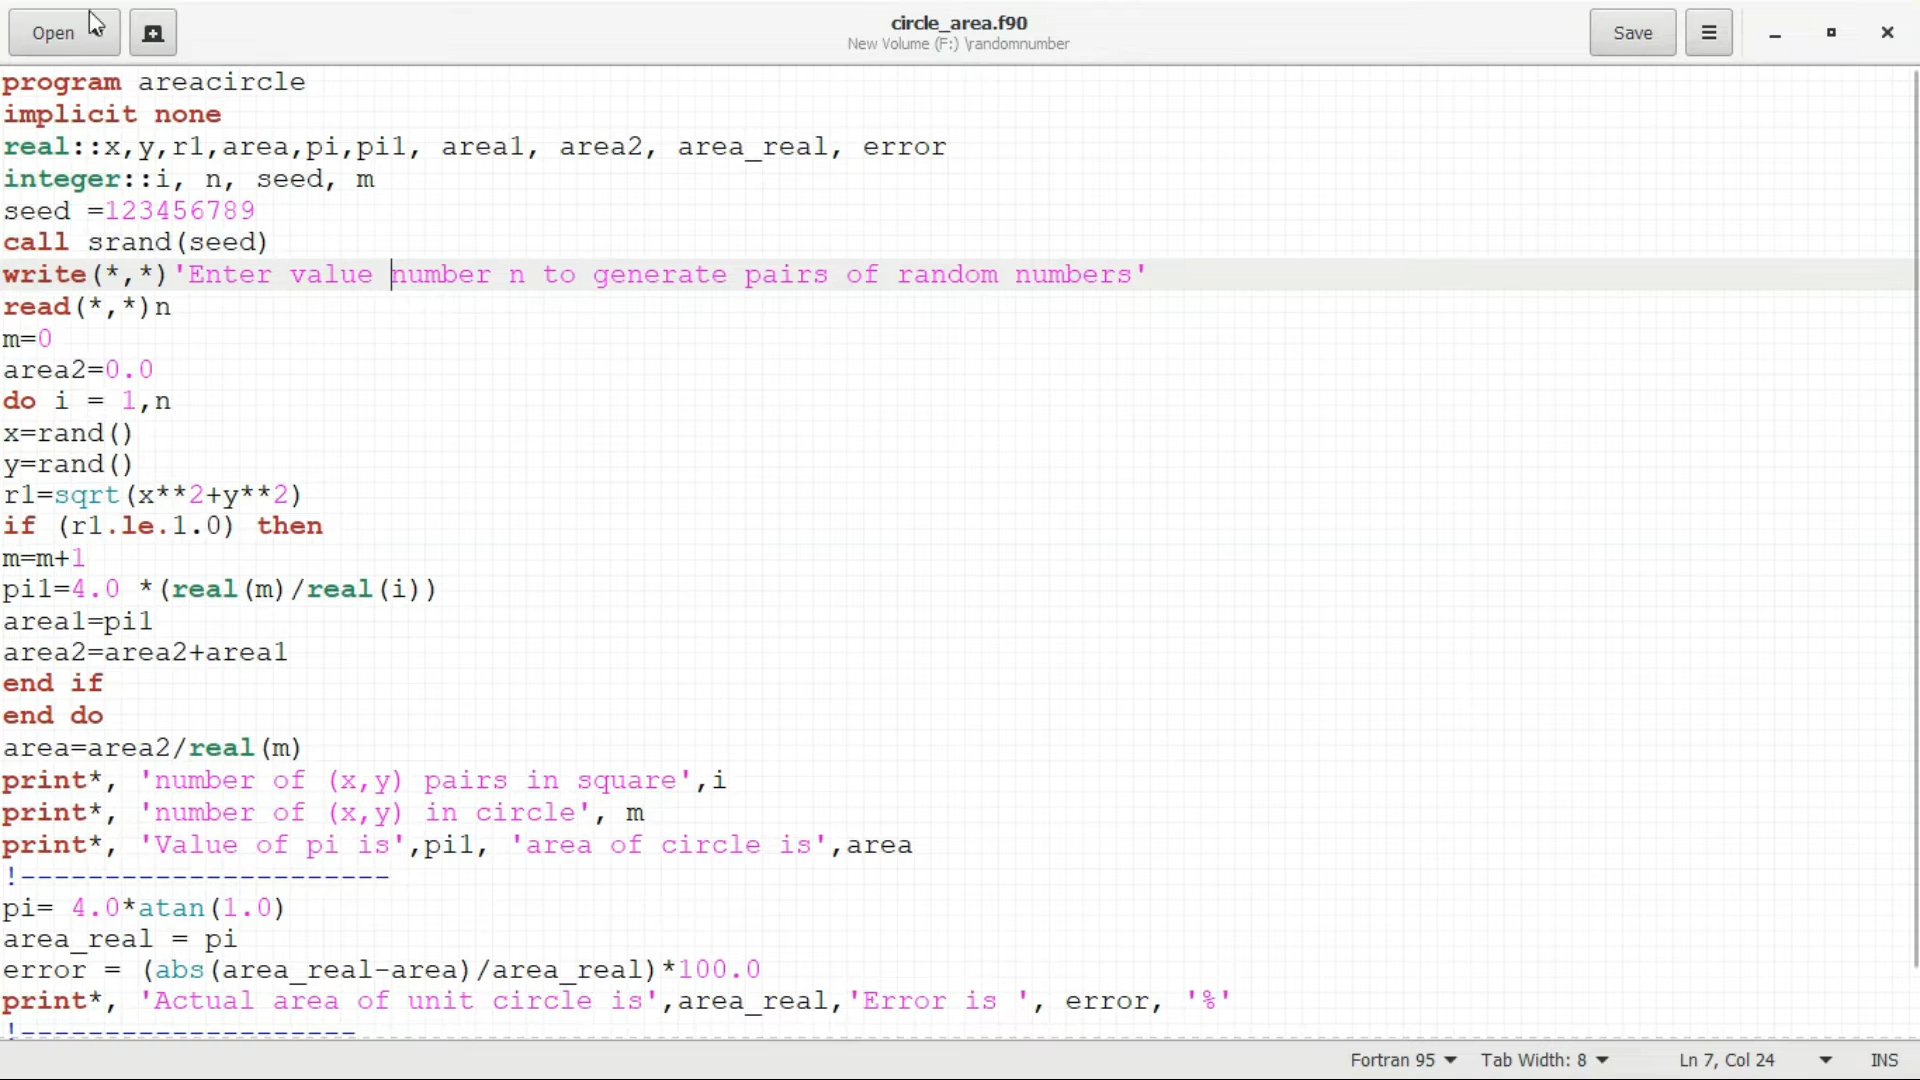 Open
circle_area.f90
New Volume (F:) \randomnumber
Save
program areacircle
implicit none
real::x,y,r1,area,pi,pi1, area1, area2, area_real, error
integer::i, n, seed, m
seed =123456789
call srand(seed)
write(*,*)'Enter value number n to generate pairs of random numbers'
read(*,*)n
m=0
area2=0.0
do i = 1,n
x=rand()
y=rand()
r1=sqrt(x**2+y**2)
if (r1.le.1.0) then
m=m+1
pi1=4.0 *(real(m)/real(i))
area1=pi1
area2=area2+area1
end if
end do
area=area2/real(m)
print*, 'number of (x,y) pairs in square',i
print*, 'number of (x,y) in circle', m
print*, 'Value of pi is',pi1, 'area of circle is',area
!----------------------
pi= 4.0*atan(1.0)
area_real = pi
error = (abs(area_real-area)/area_real)*100.0
print*, 'Actual area of unit circle is',area_real,'Error is ', error, '%'
!--------------------
Fortran 95 Tab Width: 8 Ln 7, Col 24 INS